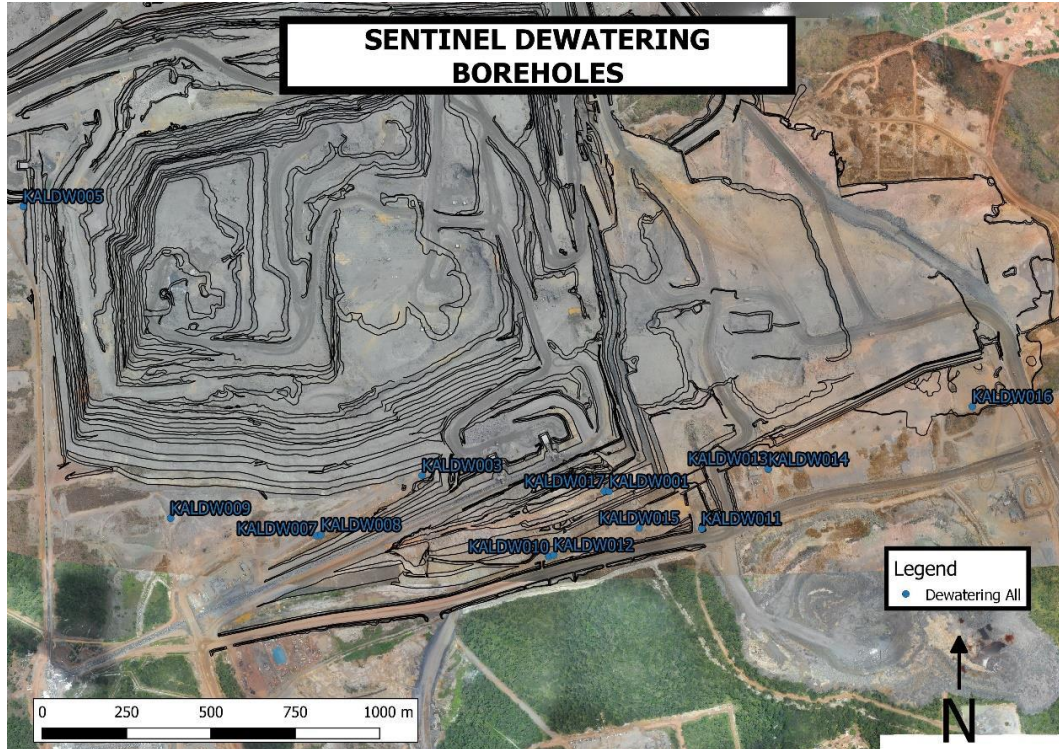 SENTINEL DEWATERING
BOREHOLES
KALDW005
KALDW016
KALDW003
KALDW013 KALDW014
KALDW017 KALDW001
KALDW009
KALDW007 KALDW008
KALDW015
KALDW011
KALDW010 KALDW012
Legend
Dewatering All
0 250 500 750 1000 m
N